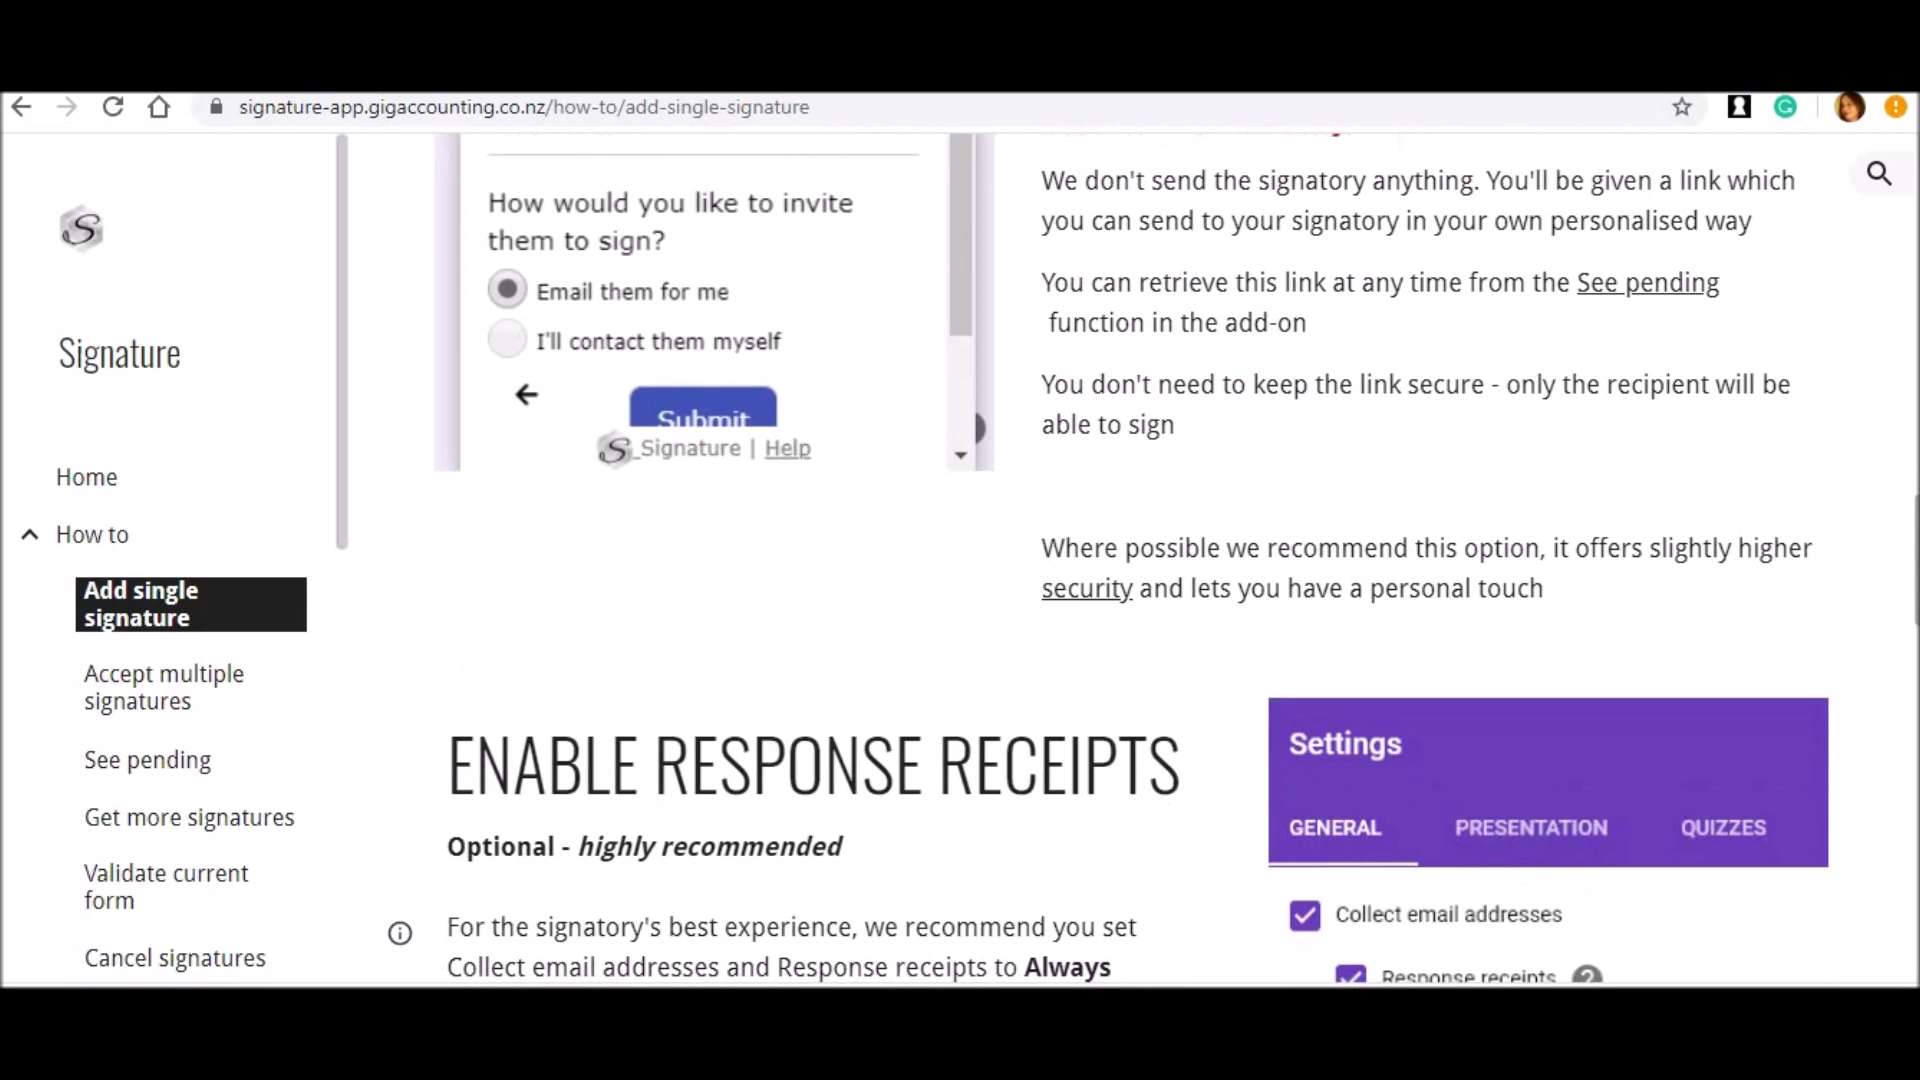 signature-app.gigaccounting.co.nz/how-to/add-single-signature
Signature
Home
How to
Add single
signature
Accept multiple
signatures
See pending
Get more signatures
Validate current
form
Cancel signatures
How would you like to invite
them to sign?
Email them for me
I'll contact them myself
Submit
Signature | Help
We don't send the signatory anything. You'll be given a link which
you can send to your signatory in your own personalised way
You can retrieve this link at any time from the See pending
function in the add-on
You don't need to keep the link secure - only the recipient will be
able to sign
Where possible we recommend this option, it offers slightly higher
security and lets you have a personal touch
ENABLE RESPONSE RECEIPTS
Optional - highly recommended
For the signatory's best experience, we recommend you set
Collect email addresses and Response receipts to Always
Settings
GENERAL PRESENTATION QUIZZES
Collect email addresses
Response receipts